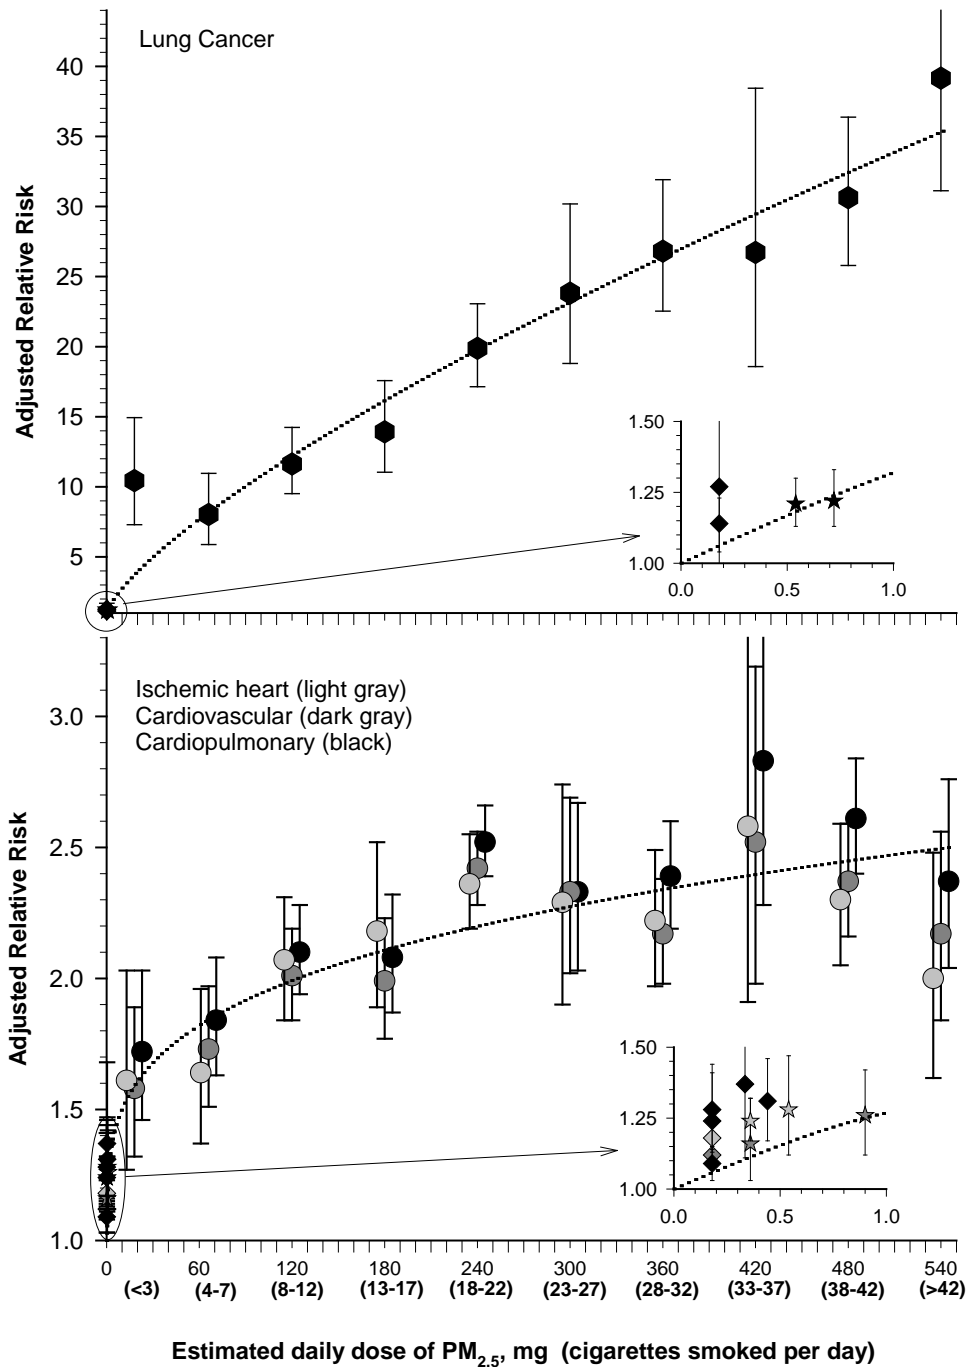 Lung Cancer
Adjusted Relative Risk
40
35
30
25
20
15
10
5
1.50
1.25
1.00
0.0 0.5 1.0
Ischemic heart (light gray)
Cardiovascular (dark gray)
Cardiopulmonary (black)
Adjusted Relative Risk
3.0
2.5
2.0
1.5
1.0
1.50
1.25
1.00
0.0 0.5 1.0
0 60 120 180 240 300 360 420 480 540
(<3) (4-7) (8-12) (13-17) (18-22) (23-27) (28-32) (33-37) (38-42) (>42)
Estimated daily dose of PM2.5, mg (cigarettes smoked per day)